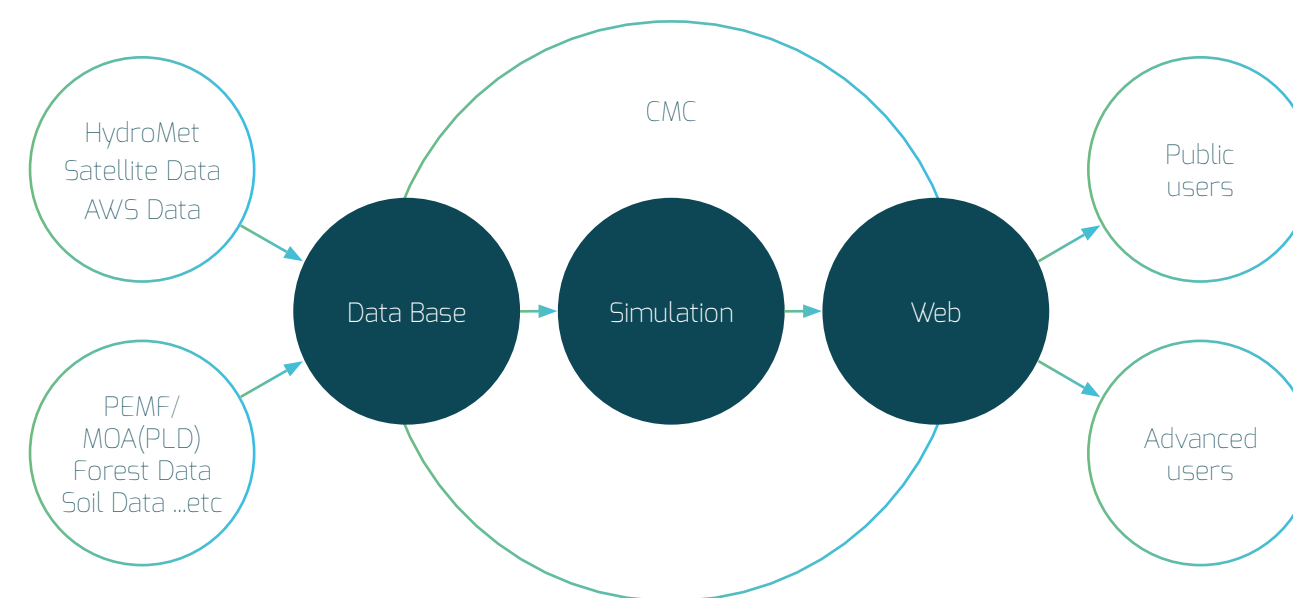 CMC
HydroMet
Satellite Data
AWS Data
Public
users
Data Base
Simulation
Web
PEMF/
MOA(PLD)
Forest Data
Soil Data ...etc
Advanced
users